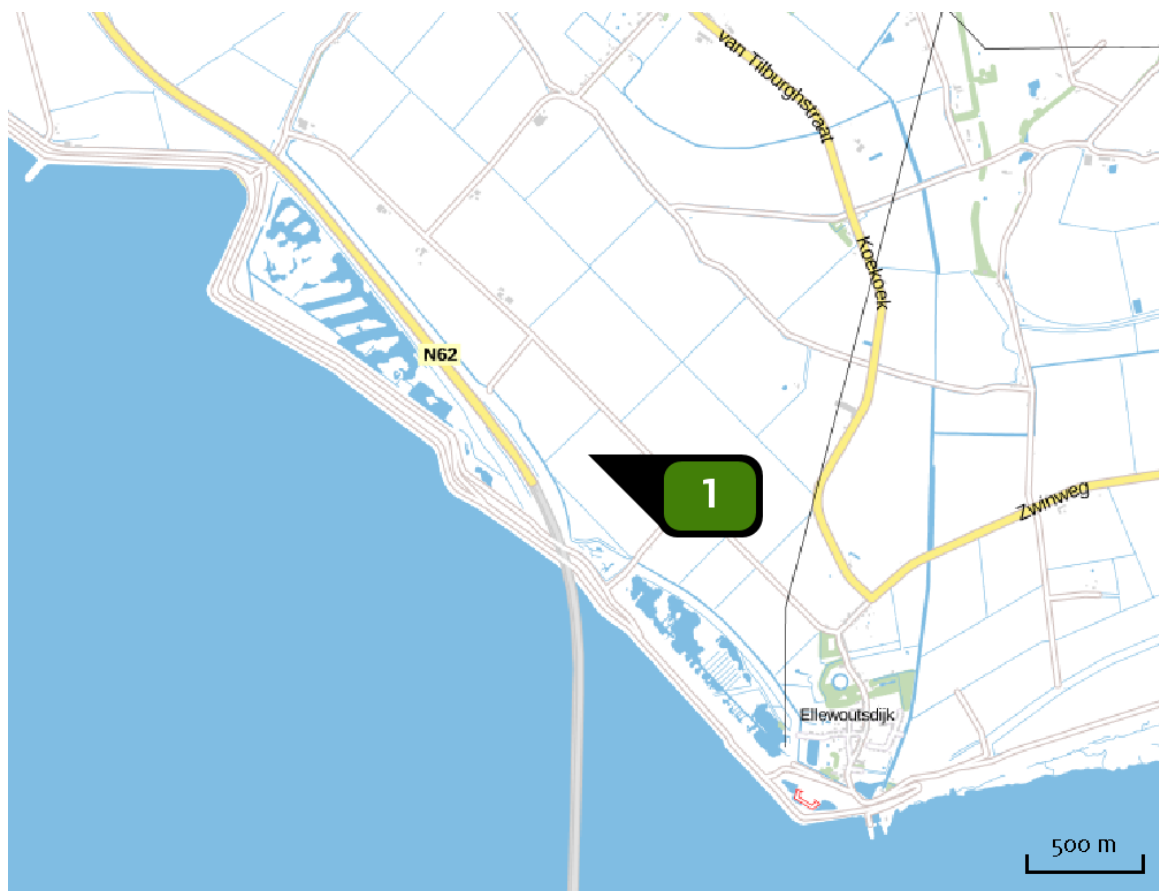 van Tilburghstraat
Koekoek
N62
1
Zwinweg
Ellewoutsdijk
500 m